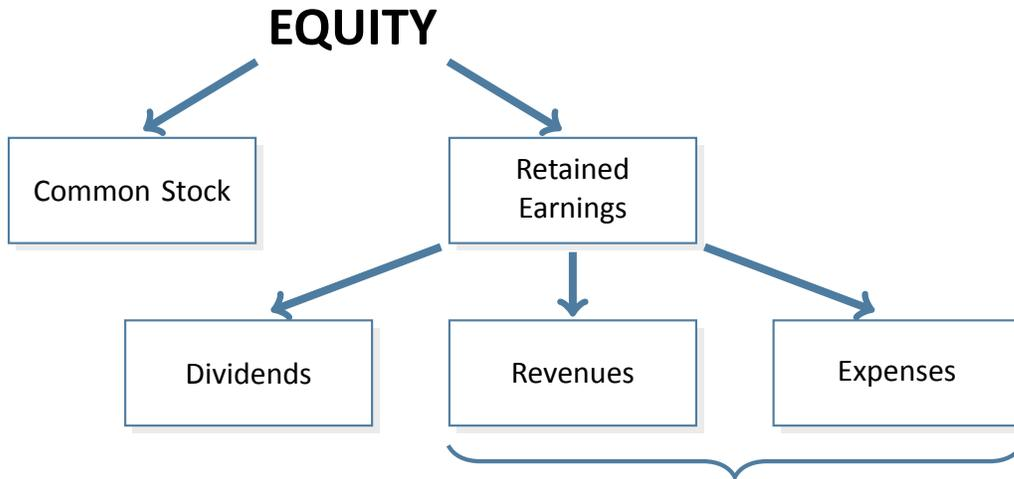 EQUITY
Common Stock
Retained
Earnings
Dividends
Revenues
Expenses